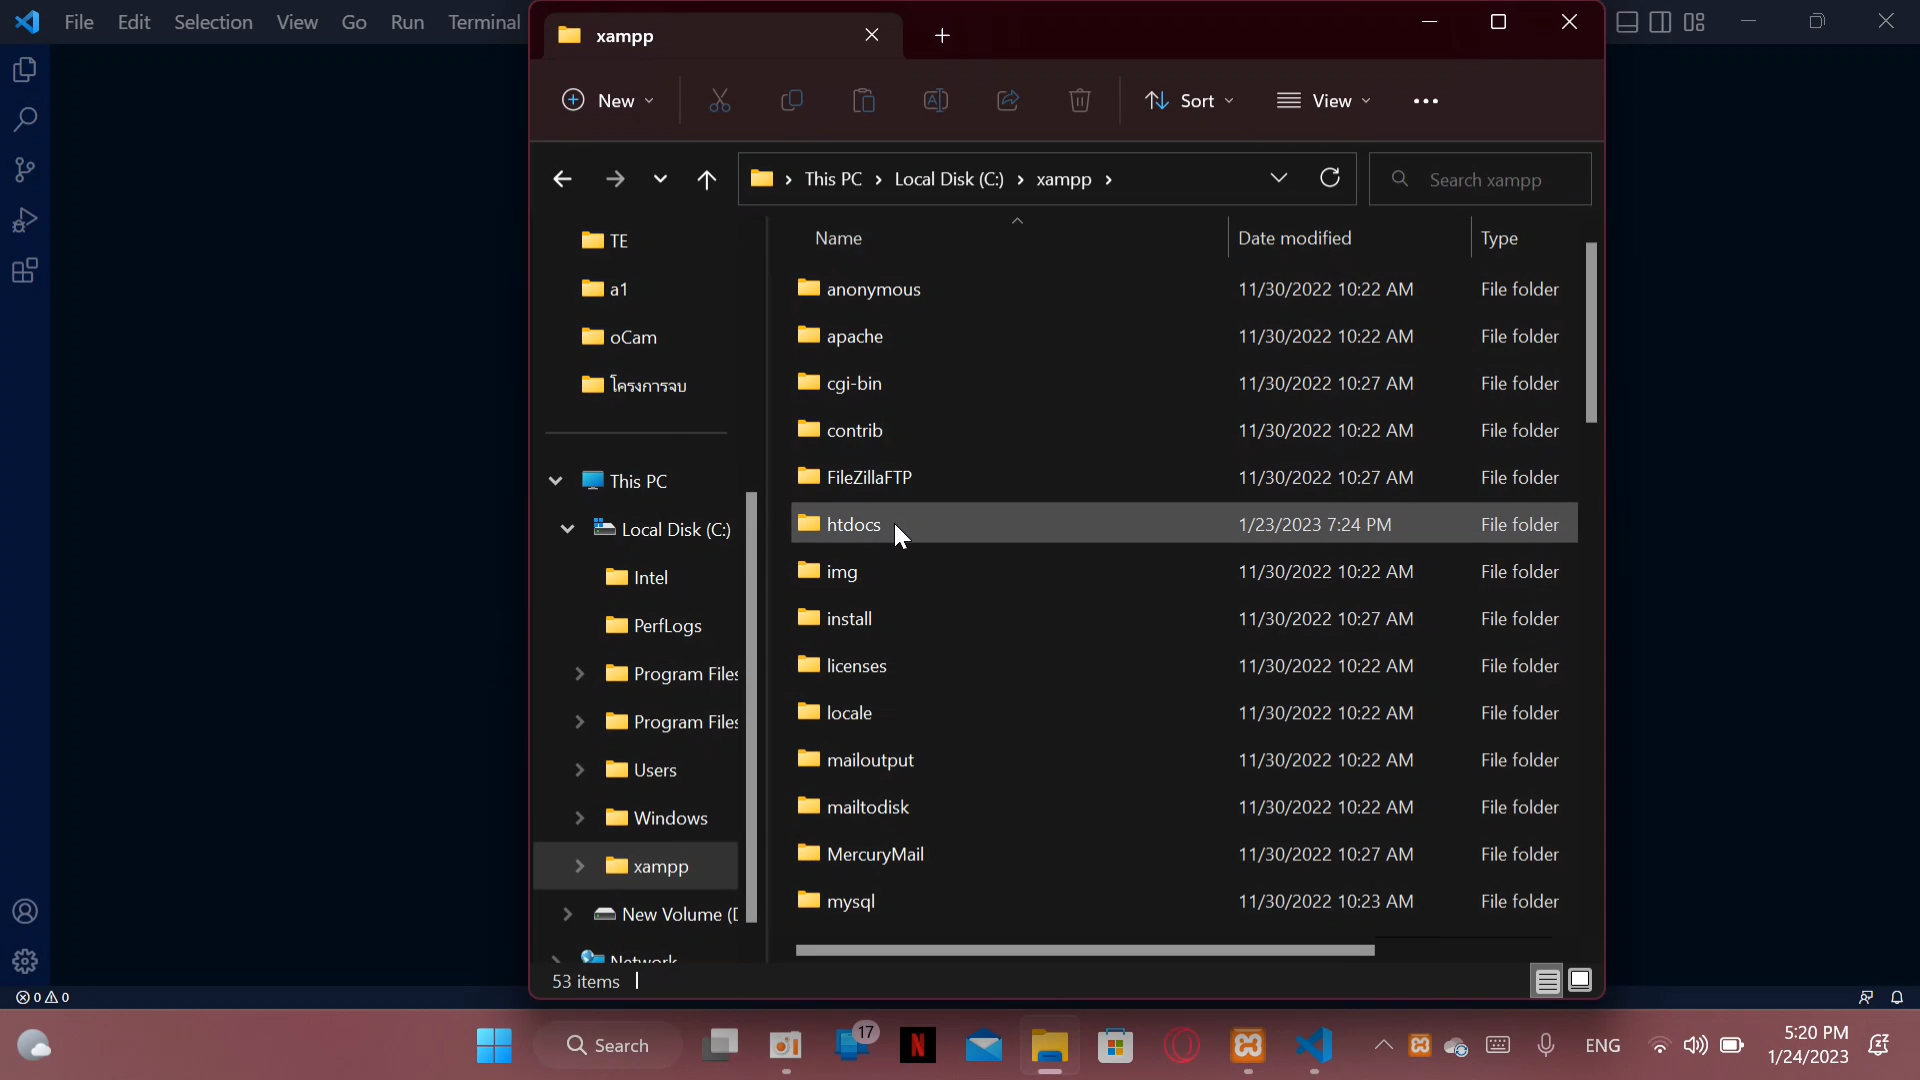 File Edit Selection View Go Run Terminal
xampp
New
Sort
View
This PC
Local Disk (C:)
xampp
Search xampp
TE
a1
oCam
โครงการจบ
This PC
Local Disk (C:)
Intel
PerfLogs
Program Files
Program Files
Users
Windows
xampp
New Volume (D
Network
Name Date modified Type
anonymous 11/30/2022 10:22 AM File folder
apache 11/30/2022 10:22 AM File folder
cgi-bin 11/30/2022 10:27 AM File folder
contrib 11/30/2022 10:22 AM File folder
FileZillaFTP 11/30/2022 10:27 AM File folder
htdocs 1/23/2023 7:24 PM File folder
img 11/30/2022 10:22 AM File folder
install 11/30/2022 10:27 AM File folder
licenses 11/30/2022 10:22 AM File folder
locale 11/30/2022 10:22 AM File folder
mailoutput 11/30/2022 10:22 AM File folder
mailtodisk 11/30/2022 10:22 AM File folder
MercuryMail 11/30/2022 10:27 AM File folder
mysql 11/30/2022 10:23 AM File folder
53 items
0 0
Search
17
N
ENG
5:20 PM
1/24/2023